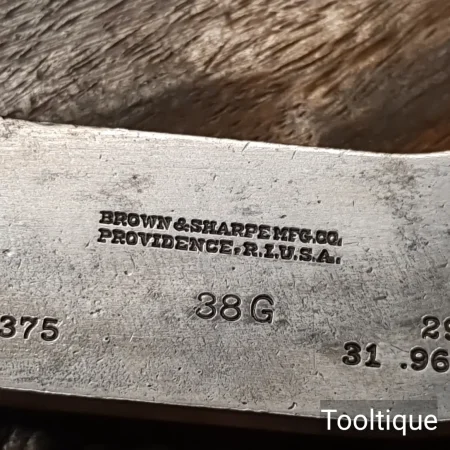 BROWN & SHARPE MFG. CO.
PROVIDENCE, R.I. U.S.A.
38 G
375
29
31 .96
Tooltique